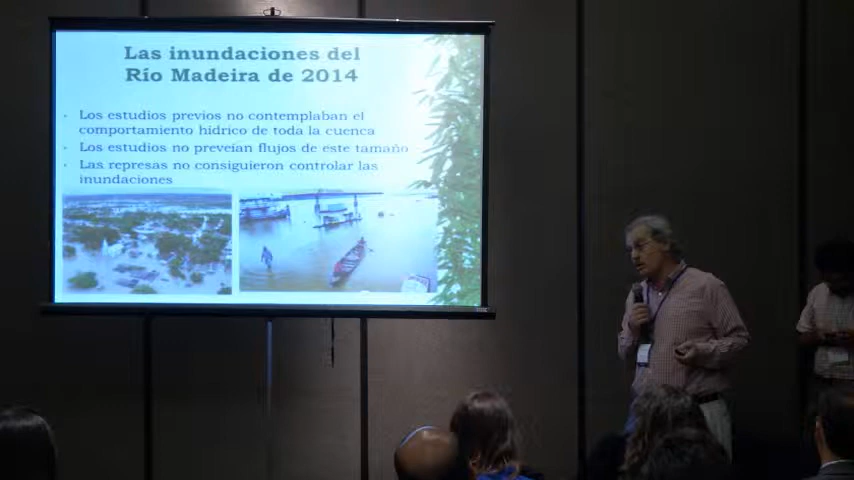 Las inundaciones del
Río Madeira de 2014
Los estudios previos no contemplaban el
comportamiento hídrico de toda la cuenca
Los estudios no preveían flujos de este tamaño
Las represas no consiguieron controlar las
inundaciones